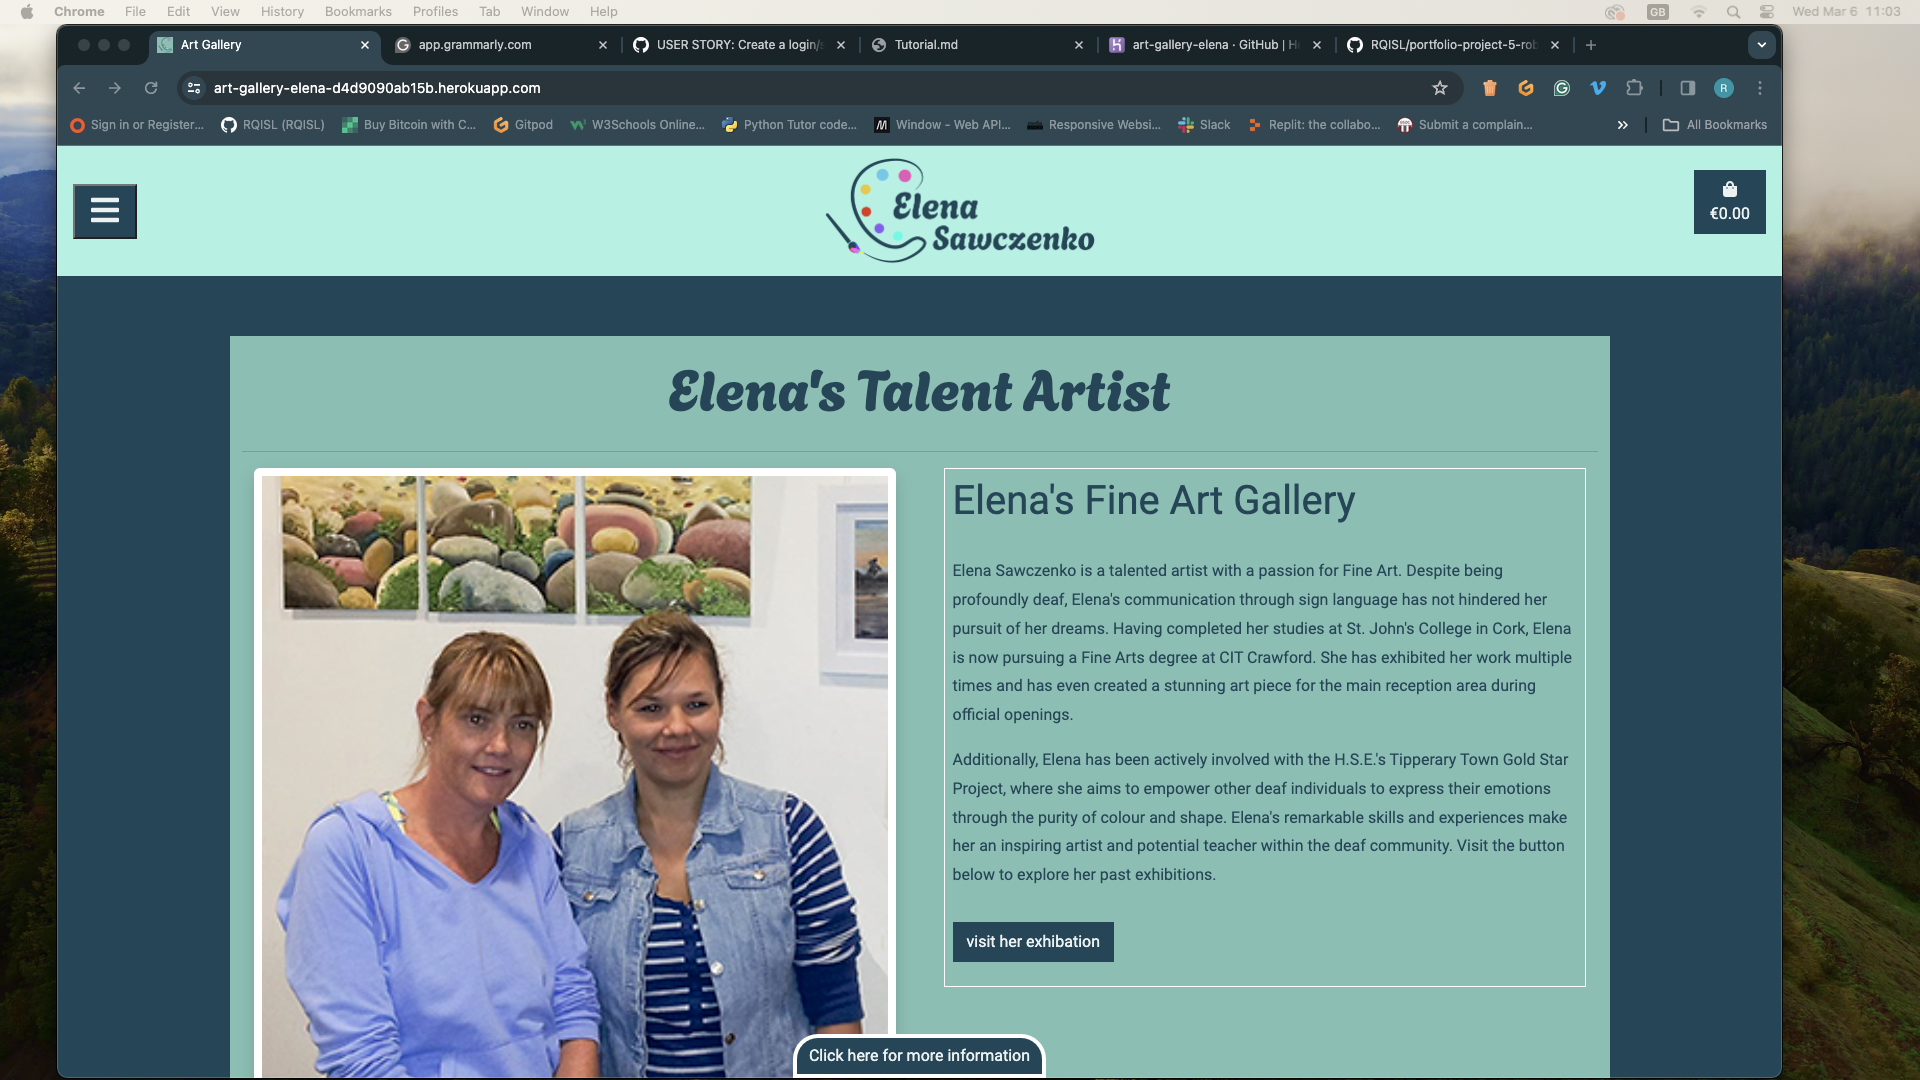 Chrome File Edit View History Bookmarks Profiles Tab Window Help GB Wed Mar 6 11:03
Art Gallery app.grammarly.com USER STORY: Create a login/s Tutorial.md art-gallery-elena · GitHub | H RQISL/portfolio-project-5-rob
art-gallery-elena-d4d9090ab15b.herokuapp.com R
Sign in or Register... RQISL (RQISL) Buy Bitcoin with C... Gitpod W3Schools Online... Python Tutor code... Window - Web API... Responsive Websi... Slack Replit: the collabo... Submit a complain... All Bookmarks
Elena
Sawczenko
€0.00
Elena's Talent Artist
Elena's Fine Art Gallery
Elena Sawczenko is a talented artist with a passion for Fine Art. Despite being
profoundly deaf, Elena's communication through sign language has not hindered her
pursuit of her dreams. Having completed her studies at St. John's College in Cork, Elena
is now pursuing a Fine Arts degree at CIT Crawford. She has exhibited her work multiple
times and has even created a stunning art piece for the main reception area during
official openings.
Additionally, Elena has been actively involved with the H.S.E.'s Tipperary Town Gold Star
Project, where she aims to empower other deaf individuals to express their emotions
through the purity of colour and shape. Elena's remarkable skills and experiences make
her an inspiring artist and potential teacher within the deaf community. Visit the button
below to explore her past exhibitions.
visit her exhibation
Click here for more information